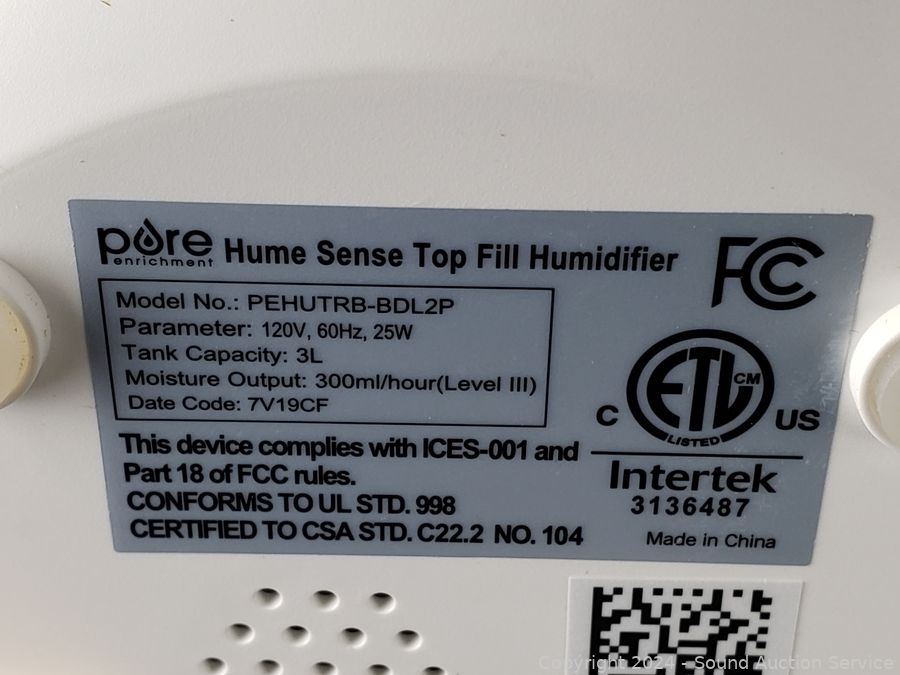 pure enrichment Hume Sense Top Fill Humidifier
FC
Model No.: PEHUTRB-BDL2P
Parameter: 120V, 60Hz, 25W
Tank Capacity: 3L
Moisture Output: 300ml/hour(Level III)
Date Code: 7V19CF
This device complies with ICES-001 and
Part 18 of FCC rules.
CONFORMS TO UL STD. 998
CERTIFIED TO CSA STD. C22.2 NO. 104
C ETL CM US
LISTED
Intertek
3136487
Made in China
Copyright 2024 - Sound Auction Service